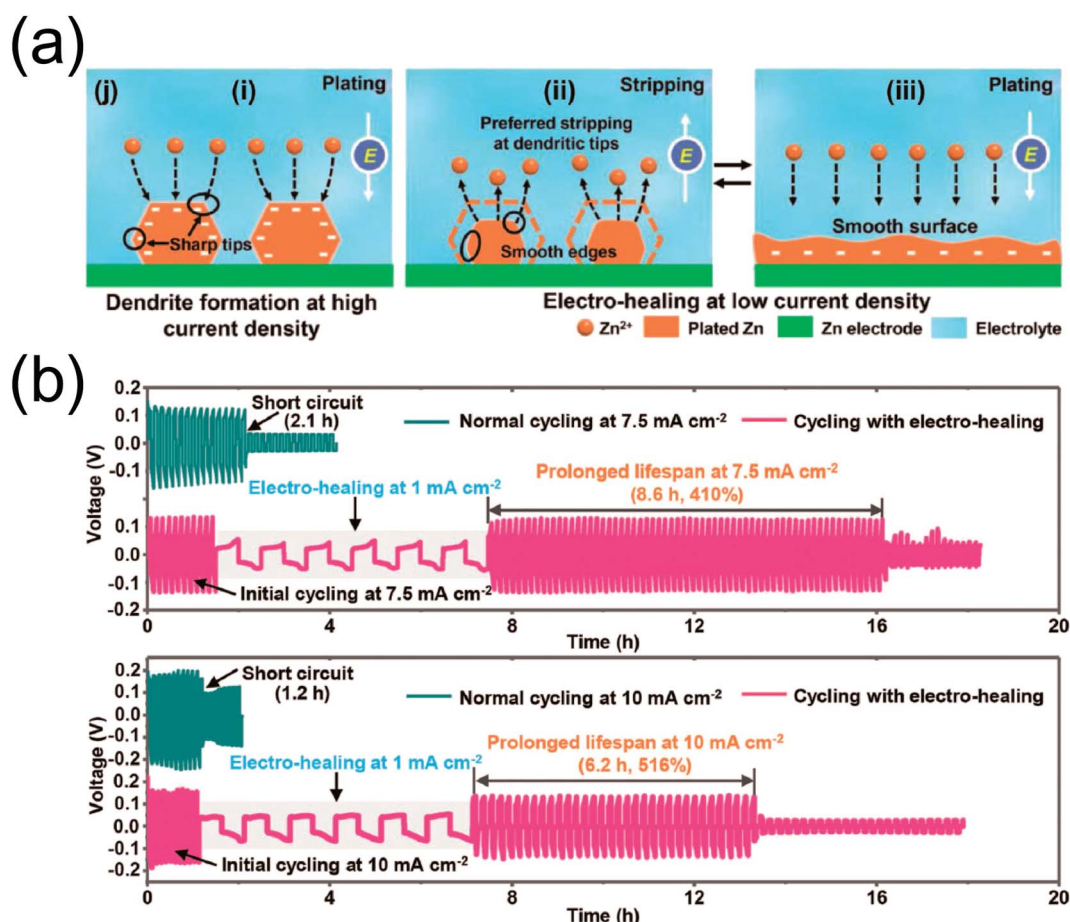 (a)
(j) (i) Plating
Sharp tips
Dendrite formation at high
current density
(ii) Stripping
Preferred stripping
at dendritic tips
E
Smooth edges
E
(iii) Plating
E
Smooth surface
Electro-healing at low current density
Zn²⁺ Plated Zn Zn electrode Electrolyte
(b)
0.2
0.1
0.0
-0.1
0.1
0.0
-0.1
-0.2
Voltage (V)
Short circuit
(2.1 h)
Normal cycling at 7.5 mA cm⁻² Cycling with electro-healing
Electro-healing at 1 mA cm⁻²
Prolonged lifespan at 7.5 mA cm⁻²
(8.6 h, 410%)
Initial cycling at 7.5 mA cm⁻²
0 4 8 12 16 20
Time (h)
0.2
0.1
0.0
-0.1
-0.2
0.2
0.1
0.0
-0.1
-0.2
Voltage (V)
Short circuit
(1.2 h)
Normal cycling at 10 mA cm⁻² Cycling with electro-healing
Electro-healing at 1 mA cm⁻²
Prolonged lifespan at 10 mA cm⁻²
(6.2 h, 516%)
Initial cycling at 10 mA cm⁻²
0 4 8 12 16 20
Time (h)